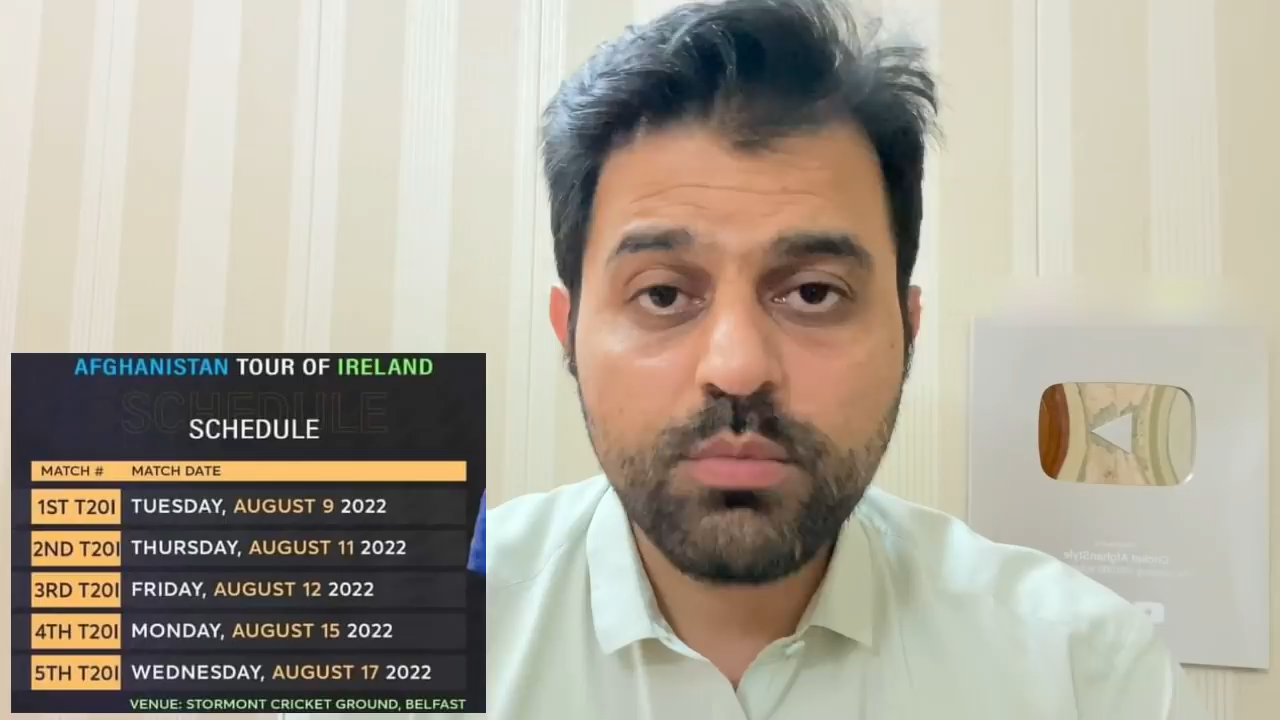 AFGHANISTAN TOUR OF IRELAND
SCHEDULE
SCHEDULE
MATCH # MATCH DATE
1ST T20I TUESDAY, AUGUST 9 2022
2ND T20I THURSDAY, AUGUST 11 2022
3RD T20I FRIDAY, AUGUST 12 2022
4TH T20I MONDAY, AUGUST 15 2022
5TH T20I WEDNESDAY, AUGUST 17 2022
VENUE: STORMONT CRICKET GROUND, BELFAST
Cricket AfghanStyle